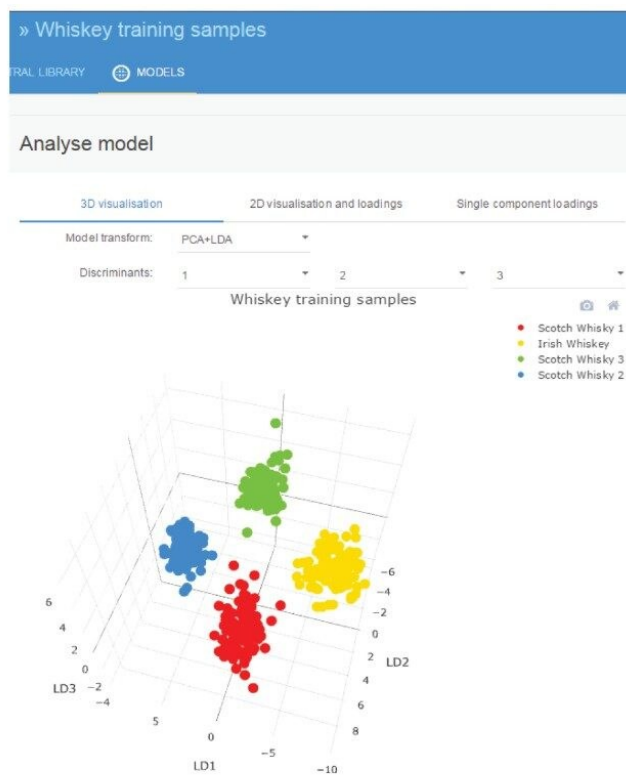 » Whiskey training samples
TRAL LIBRARY MODELS
Analyse model
3D visualisation 2D visualisation and loadings Single component loadings
Model transform: PCA+LDA
Discriminants: 1 2 3
Whiskey training samples
Scotch Whisky 1
Irish Whiskey
Scotch Whisky 3
Scotch Whisky 2
6
4
2
0
−2
−4
LD3
5
0
−5
−10
LD1
−6
−4
−2
0
2
4
6
8
LD2